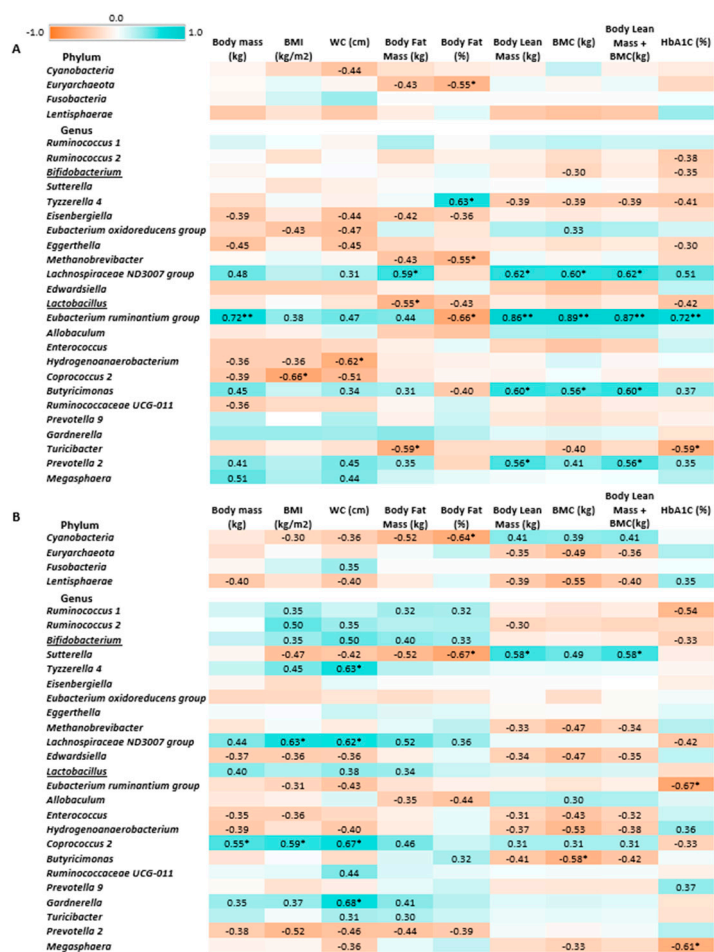 0.0
-1.0 1.0
A
Body mass (kg) BMI (kg/m2) WC (cm) Body Fat Mass (kg) Body Fat (%) Body Lean Mass (kg) BMC (kg) Body Lean Mass + BMC(kg) HbA1C (%)
Phylum
Cyanobacteria -0.44
Euryarchaeota -0.43 -0.55*
Fusobacteria
Lentisphaerae
Genus
Ruminococcus 1
Ruminococcus 2 -0.38
Bifidobacterium -0.30 -0.35
Sutterella
Tyzzerella 4 0.63* -0.39 -0.39 -0.39 -0.41
Eisenbergiella -0.39 -0.44 -0.42 -0.36
Eubacterium oxidoreducens group -0.43 -0.47 0.33
Eggerthella -0.45 -0.45 -0.30
Methanobrevibacter -0.43 -0.55*
Lachnospiraceae ND3007 group 0.48 0.31 0.59* 0.62* 0.60* 0.62* 0.51
Edwardsiella
Lactobacillus -0.55* -0.43 -0.42
Eubacterium ruminantium group 0.72** 0.38 0.47 0.44 -0.66* 0.86** 0.89** 0.87** 0.72**
Allobaculum
Enterococcus
Hydrogenoanaerobacterium -0.36 -0.36 -0.62*
Coprococcus 2 -0.39 -0.66* -0.51
Butyricimonas 0.45 0.34 0.31 -0.40 0.60* 0.56* 0.60* 0.37
Ruminococcaceae UCG-011 -0.36
Prevotella 9
Gardnerella
Turicibacter -0.59* -0.40 -0.59*
Prevotella 2 0.41 0.45 0.35 0.56* 0.41 0.56* 0.35
Megasphaera 0.51 0.44
B
Body mass (kg) BMI (kg/m2) WC (cm) Body Fat Mass (kg) Body Fat (%) Body Lean Mass (kg) BMC (kg) Body Lean Mass + BMC(kg) HbA1C (%)
Phylum
Cyanobacteria -0.30 -0.36 -0.52 -0.64* 0.41 0.39 0.41
Euryarchaeota -0.35 -0.49 -0.36
Fusobacteria 0.35
Lentisphaerae -0.40 -0.40 -0.39 -0.55 -0.40 0.35
Genus
Ruminococcus 1 0.35 0.32 0.32 -0.54
Ruminococcus 2 0.50 0.35 -0.30
Bifidobacterium 0.35 0.50 0.40 0.33 -0.33
Sutterella -0.47 -0.42 -0.52 -0.67* 0.58* 0.49 0.58*
Tyzzerella 4 0.45 0.63*
Eisenbergiella
Eubacterium oxidoreducens group
Eggerthella
Methanobrevibacter -0.33 -0.47 -0.34
Lachnospiraceae ND3007 group 0.44 0.63* 0.62* 0.52 0.36 -0.42
Edwardsiella -0.37 -0.36 -0.36 -0.34 -0.47 -0.35
Lactobacillus 0.40 0.38 0.34
Eubacterium ruminantium group -0.31 -0.43 -0.67*
Allobaculum -0.35 -0.44 0.30
Enterococcus -0.35 -0.36 -0.31 -0.43 -0.32
Hydrogenoanaerobacterium -0.39 -0.40 -0.37 -0.53 -0.38 0.36
Coprococcus 2 0.55* 0.59* 0.67* 0.46 0.31 0.31 0.31 -0.33
Butyricimonas 0.32 -0.41 -0.58* -0.42
Ruminococcaceae UCG-011 0.44
Prevotella 9 0.37
Gardnerella 0.35 0.37 0.68* 0.41
Turicibacter 0.31 0.30
Prevotella 2 -0.38 -0.52 -0.46 -0.44 -0.39
Megasphaera -0.36 -0.33 -0.61*